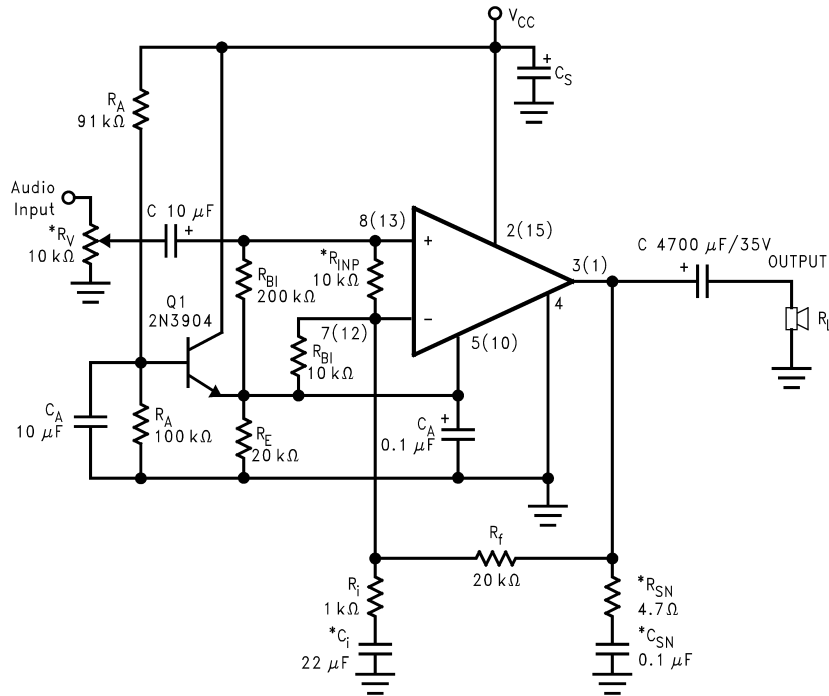 V_CC
+
C_S
R_A
91 kΩ
Audio
Input
*R_V
10 kΩ
C 10 μF
+
8(13)
+
2(15)
*R_INP
10 kΩ
C 4700 μF/35V
+
3(1)
OUTPUT
R_BI
200 kΩ
4
R_L
Q1
2N3904
7(12)
−
5(10)
R_BI
10 kΩ
C_A
10 μF
R_A
100 kΩ
R_E
20 kΩ
C_A
+
0.1 μF
R_f
20 kΩ
R_i
1 kΩ
*R_SN
4.7Ω
*C_i
22 μF
*C_SN
0.1 μF